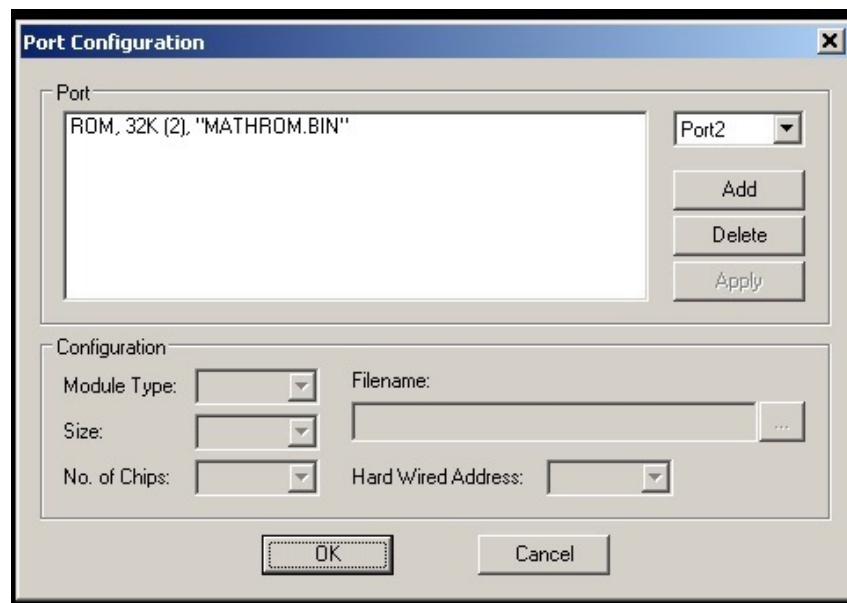 Port Configuration
Port
ROM, 32K (2), "MATHROM.BIN"
Port2
Add
Delete
Apply
Configuration
Module Type:
Filename:
Size:
...
No. of Chips:
Hard Wired Address:
OK
Cancel